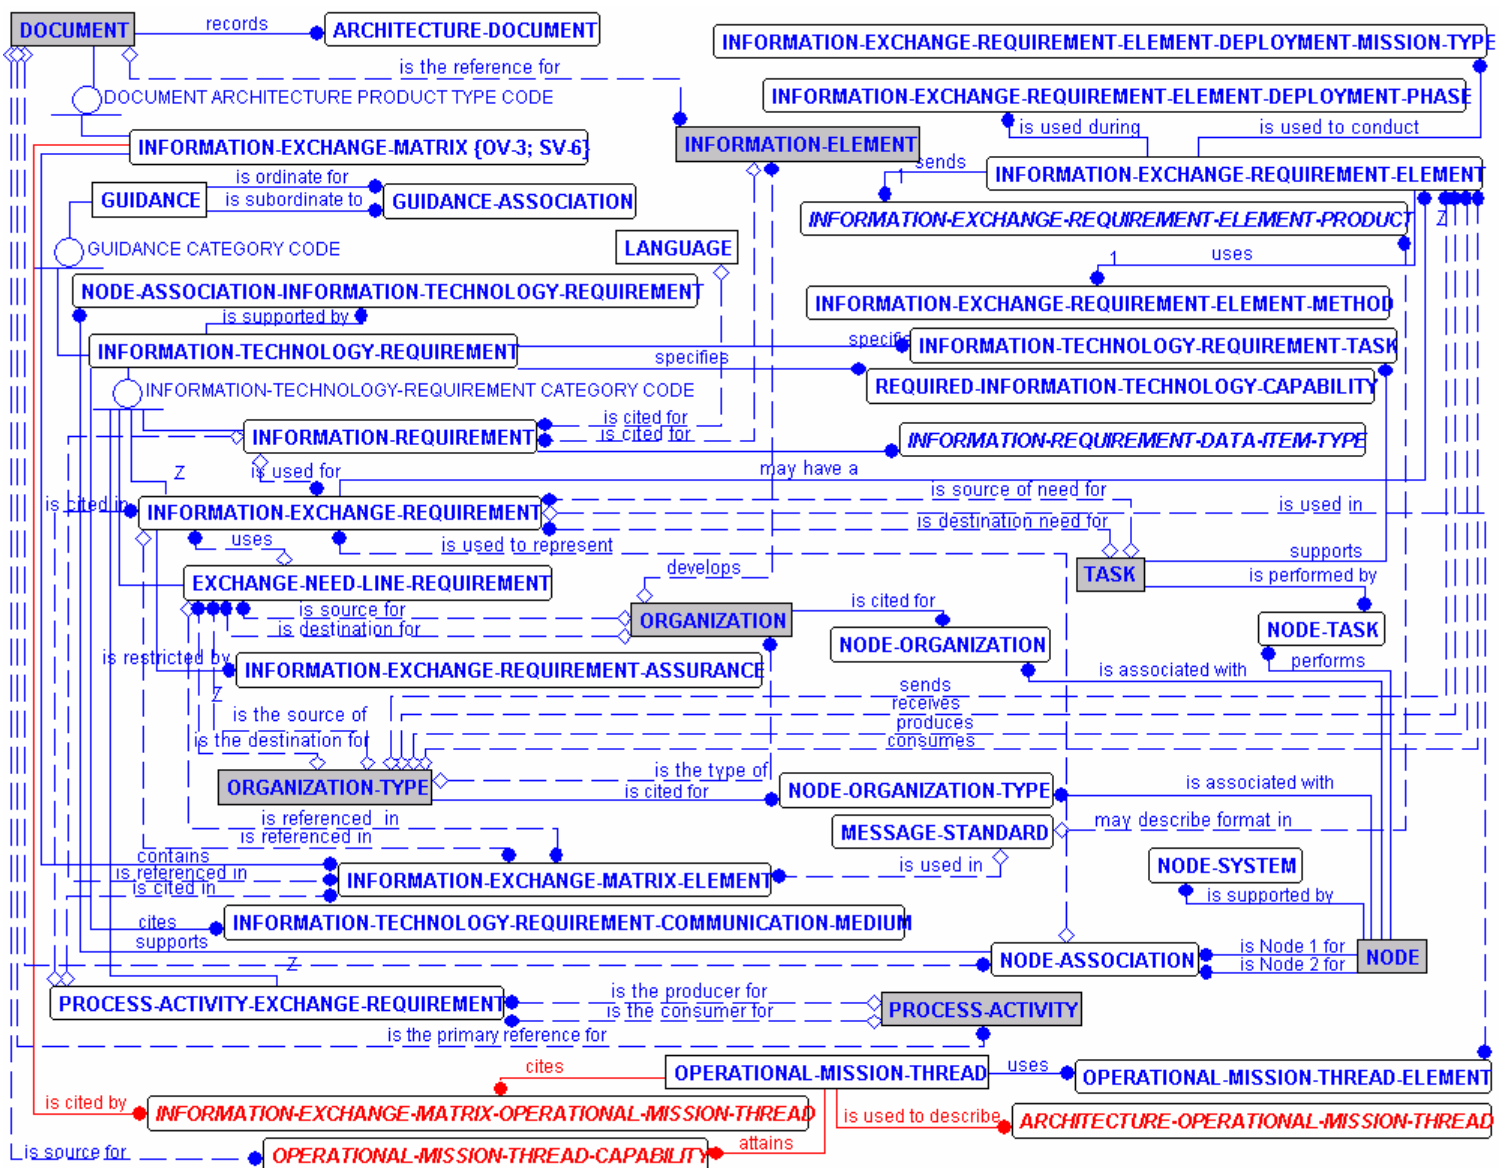 DOCUMENT
records
ARCHITECTURE-DOCUMENT
INFORMATION-EXCHANGE-REQUIREMENT-ELEMENT-DEPLOYMENT-MISSION-TYPE
is the reference for
DOCUMENT ARCHITECTURE PRODUCT TYPE CODE
INFORMATION-EXCHANGE-REQUIREMENT-ELEMENT-DEPLOYMENT-PHASE
is used during
is used to conduct
INFORMATION-EXCHANGE-MATRIX {OV-3; SV-6}
INFORMATION-ELEMENT
sends
1
INFORMATION-EXCHANGE-REQUIREMENT-ELEMENT
is ordinate for
GUIDANCE
is subordinate to
GUIDANCE-ASSOCIATION
INFORMATION-EXCHANGE-REQUIREMENT-ELEMENT-PRODUCT
Z
GUIDANCE CATEGORY CODE
LANGUAGE
1
uses
NODE-ASSOCIATION-INFORMATION-TECHNOLOGY-REQUIREMENT
INFORMATION-EXCHANGE-REQUIREMENT-ELEMENT-METHOD
is supported by
INFORMATION-TECHNOLOGY-REQUIREMENT
specifie
INFORMATION-TECHNOLOGY-REQUIREMENT-TASK
specifies
INFORMATION-TECHNOLOGY-REQUIREMENT CATEGORY CODE
REQUIRED-INFORMATION-TECHNOLOGY-CAPABILITY
is cited for
is cited for
INFORMATION-REQUIREMENT
INFORMATION-REQUIREMENT-DATA-ITEM-TYPE
Z
is used for
may have a
is source of need for
is cited in
INFORMATION-EXCHANGE-REQUIREMENT
is used in
is destination need for
uses
is used to represent
supports
EXCHANGE-NEED-LINE-REQUIREMENT
develops
TASK
is performed by
is source for
is destination for
ORGANIZATION
is cited for
NODE-ORGANIZATION
NODE-TASK
is restricted by
INFORMATION-EXCHANGE-REQUIREMENT-ASSURANCE
is associated with
performs
Z
sends
receives
is the source of
produces
is the destination for
consumes
ORGANIZATION-TYPE
is the type of
is cited for
NODE-ORGANIZATION-TYPE
is associated with
is referenced in
is referenced in
MESSAGE-STANDARD
may describe format in
contains
is referenced in
is cited in
INFORMATION-EXCHANGE-MATRIX-ELEMENT
is used in
NODE-SYSTEM
is supported by
cites
INFORMATION-TECHNOLOGY-REQUIREMENT-COMMUNICATION-MEDIUM
supports
Z
NODE-ASSOCIATION
is Node 1 for
is Node 2 for
NODE
PROCESS-ACTIVITY-EXCHANGE-REQUIREMENT
is the producer for
is the consumer for
PROCESS-ACTIVITY
is the primary reference for
cites
OPERATIONAL-MISSION-THREAD
uses
OPERATIONAL-MISSION-THREAD-ELEMENT
is cited by
INFORMATION-EXCHANGE-MATRIX-OPERATIONAL-MISSION-THREAD
is used to describe
ARCHITECTURE-OPERATIONAL-MISSION-THREAD
is source for
OPERATIONAL-MISSION-THREAD-CAPABILITY
attains